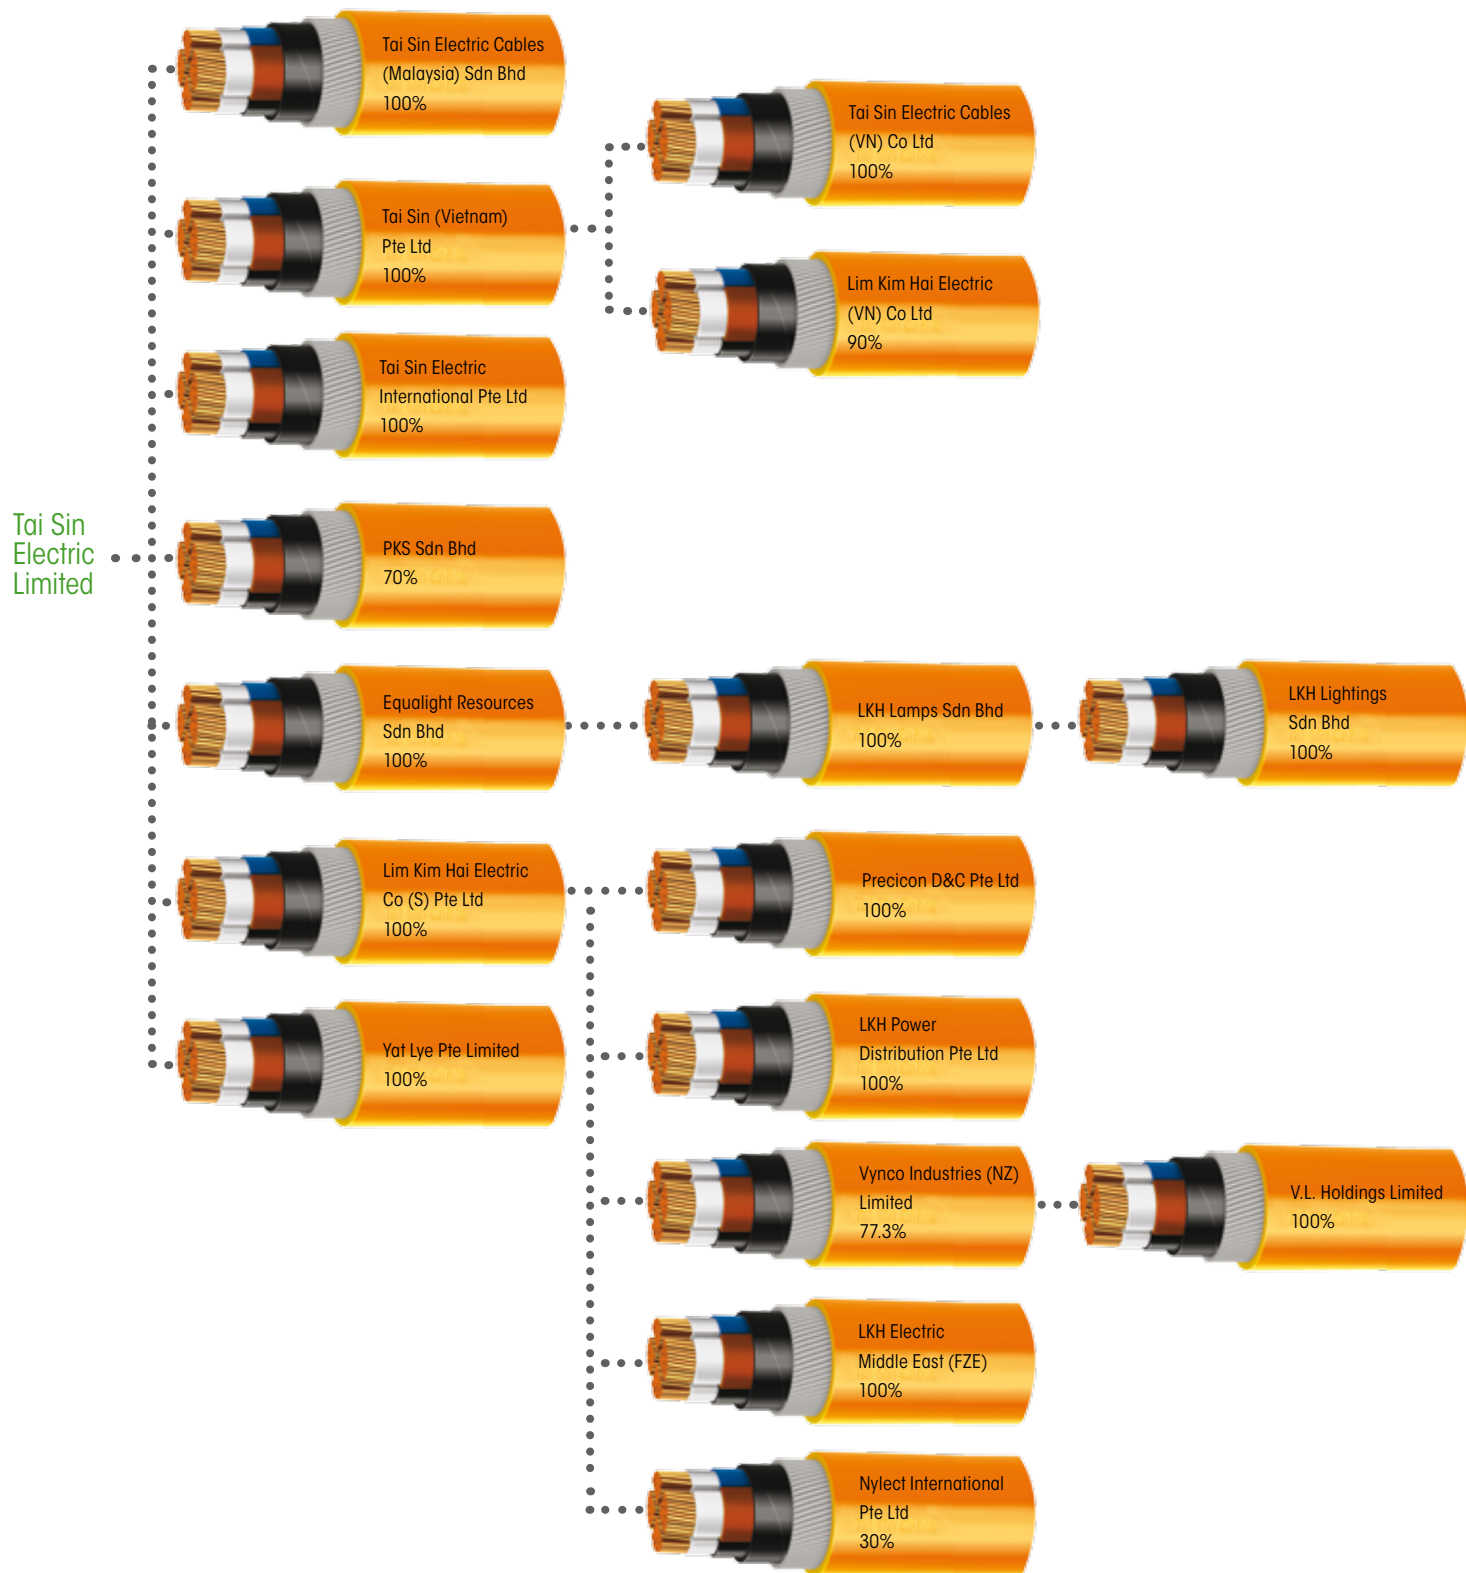 Tai Sin
Electric
Limited
Tai Sin Electric Cables
(Malaysia) Sdn Bhd
100%
Tai Sin (Vietnam)
Pte Ltd
100%
Tai Sin Electric Cables
(VN) Co Ltd
100%
Lim Kim Hai Electric
(VN) Co Ltd
90%
Tai Sin Electric
International Pte Ltd
100%
PKS Sdn Bhd
70%
Equalight Resources
Sdn Bhd
100%
LKH Lamps Sdn Bhd
100%
LKH Lightings
Sdn Bhd
100%
Lim Kim Hai Electric
Co (S) Pte Ltd
100%
Precicon D&C Pte Ltd
100%
LKH Power
Distribution Pte Ltd
100%
Vynco Industries (NZ)
Limited
77.3%
V.L. Holdings Limited
100%
LKH Electric
Middle East (FZE)
100%
Nylect International
Pte Ltd
30%
Yat Lye Pte Limited
100%